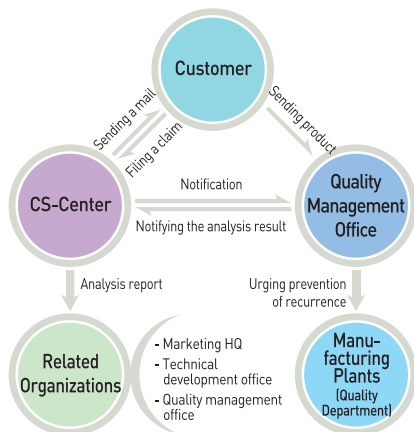 Customer
Sending a mail
Filing a claim
Sending product
CS-Center
Notification
Notifying the analysis result
Quality
Management
Office
Analysis report
Urging prevention
of recurrence
Related
Organizations
- Marketing HQ
- Technical
development office
- Quality management
office
Manu-
facturing
Plants
(Quality
Department)